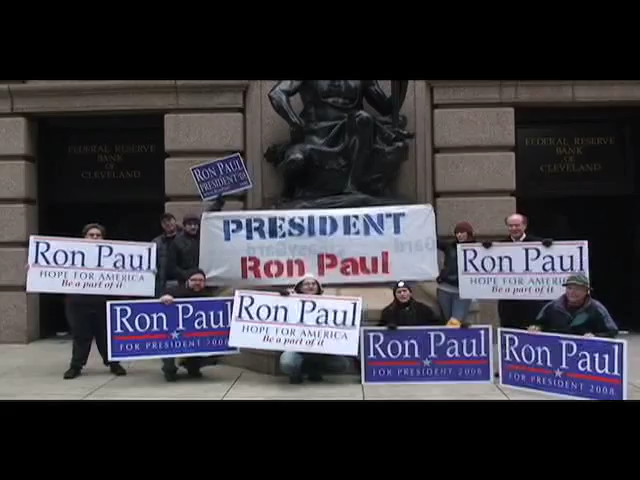 FEDERAL RESERVE
BANK
OF
CLEVELAND
FEDERAL RESERVE
BANK
OF
CLEVELAND
RON PAUL
PRESIDENT '08
PRESIDENT
Ron Paul
Ron Paul
HOPE FOR AMERICA
Be a part of it
Ron Paul
HOPE FOR AMERICA
Be a part of it
Ron Paul
FOR PRESIDENT 2008
Ron Paul
HOPE FOR AMERICA
Be a part of it
Ron Paul
FOR PRESIDENT 2008
Ron Paul
FOR PRESIDENT 2008